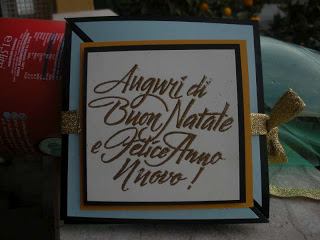 Auguri di
Buon Natale
e Felice Anno
Nuovo!